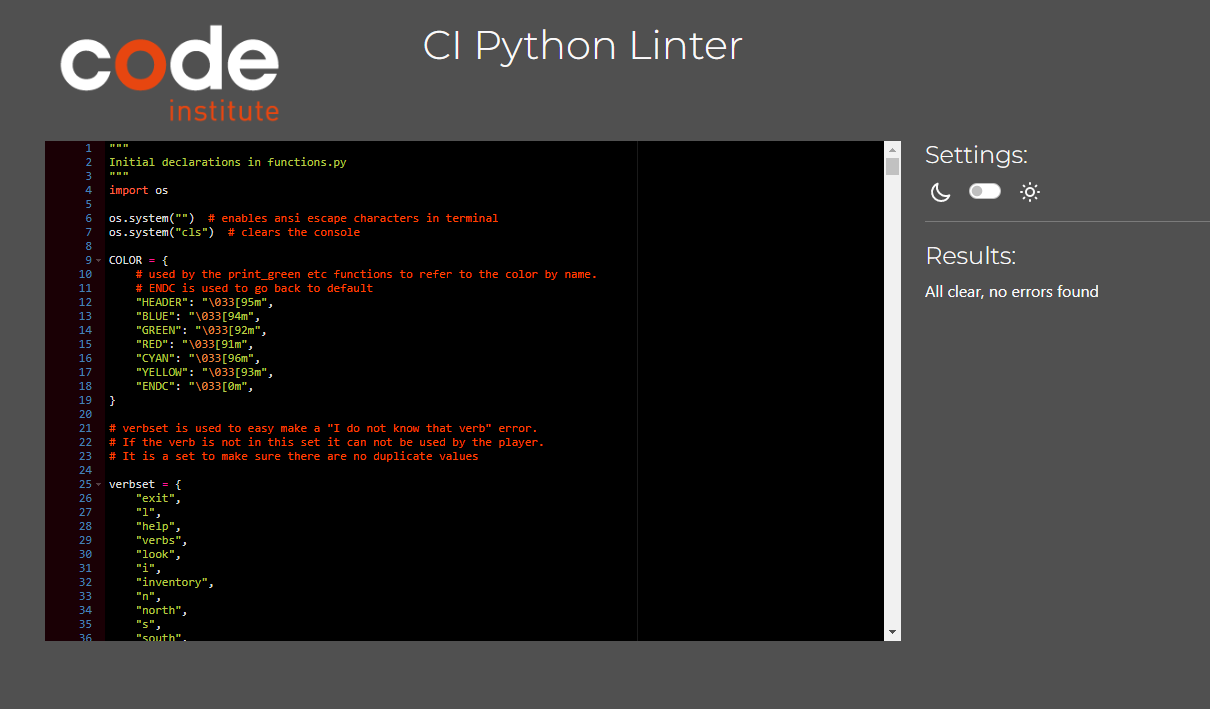 code
institute
CI Python Linter
1 """
2 Initial declarations in functions.py
3 """
4 import os
5
6 os.system("")  # enables ansi escape characters in terminal
7 os.system("cls")  # clears the console
8
9 COLOR = {
10     # used by the print_green etc functions to refer to the color by name.
11     # ENDC is used to go back to default
12     "HEADER": "\033[95m",
13     "BLUE": "\033[94m",
14     "GREEN": "\033[92m",
15     "RED": "\033[91m",
16     "CYAN": "\033[96m",
17     "YELLOW": "\033[93m",
18     "ENDC": "\033[0m",
19 }
20
21 # verbset is used to easy make a "I do not know that verb" error.
22 # If the verb is not in this set it can not be used by the player.
23 # It is a set to make sure there are no duplicate values
24
25 verbset = {
26     "exit",
27     "l",
28     "help",
29     "verbs",
30     "look",
31     "i",
32     "inventory",
33     "n",
34     "north",
35     "s",
36     "south",
Settings:
Results:
All clear, no errors found